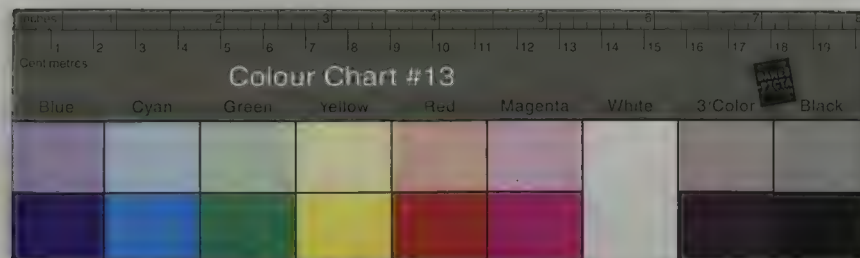 Inches 1 2 3 4 5 6 7
1 2 3 4 5 6 7 8 9 10 11 12 13 14 15 16 17 18 19
Centimetres
Colour Chart #13
DANES
PICTA
Blue Cyan Green Yellow Red Magenta White 3/Color Black